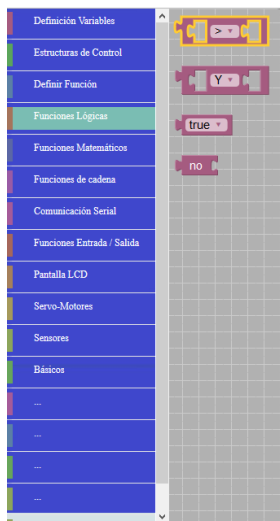 Definición Variables
Estructuras de Control
Definir Función
Funciones Lógicas
Funciones Matemáticos
Funciones de cadena
Comunicación Serial
Funciones Entrada / Salida
Pantalla LCD
Servo-Motores
Sensores
Básicos
...
...
...
...
>
Y
true
no